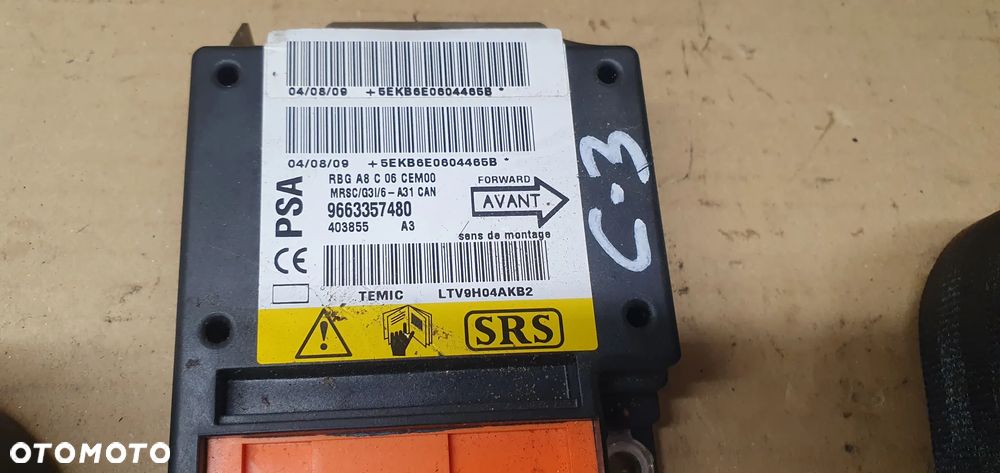 04/08/09 +5EKB6E0604465B *
04/08/09 +5EKB6E0604465B *
PSA
RBG A8 C 06 CEM00
MRSC/G3I/6- A31 CAN
9663357480
403855 A3
FORWARD
AVANT
sens de montage
C-3
CE
TEMIC LTV9H04AKB2
SRS
OTOMOTO